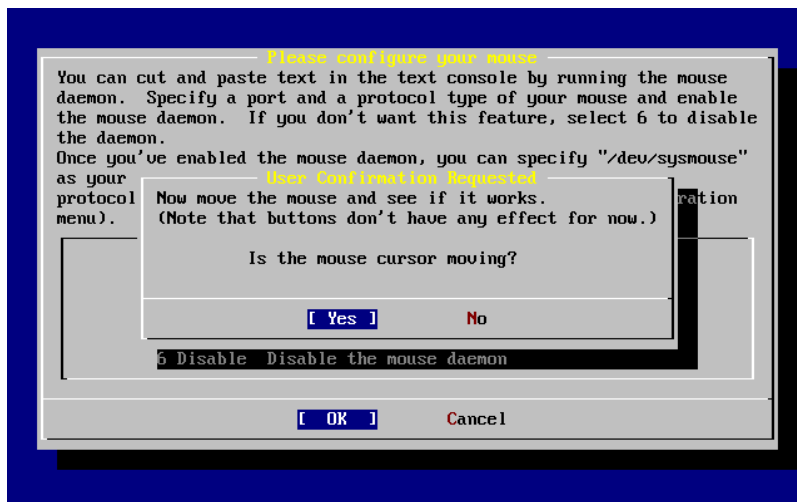 Please configure your mouse
You can cut and paste text in the text console by running the mouse
daemon.  Specify a port and a protocol type of your mouse and enable
the mouse daemon.  If you don't want this feature, select 6 to disable
the daemon.
Once you've enabled the mouse daemon, you can specify "/dev/sysmouse"
as your
protocol ration
menu).
User Confirmation Requested
Now move the mouse and see if it works.
(Note that buttons don't have any effect for now.)
Is the mouse cursor moving?
[ Yes ] No
6 Disable  Disable the mouse daemon
[ OK ] Cancel